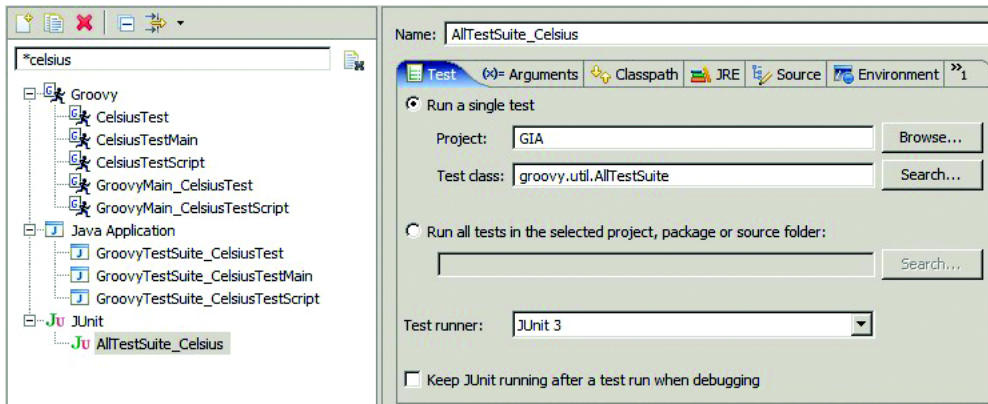 *celsius
Groovy
CelsiusTest
CelsiusTestMain
CelsiusTestScript
GroovyMain_CelsiusTest
GroovyMain_CelsiusTestScript
Java Application
GroovyTestSuite_CelsiusTest
GroovyTestSuite_CelsiusTestMain
GroovyTestSuite_CelsiusTestScript
JUnit
AllTestSuite_Celsius
Name: AllTestSuite_Celsius
Test (x)= Arguments Classpath JRE Source Environment »1
Run a single test
Project: GIA Browse...
Test class: groovy.util.AllTestSuite Search...
Run all tests in the selected project, package or source folder:
Search...
Test runner: JUnit 3
Keep JUnit running after a test run when debugging